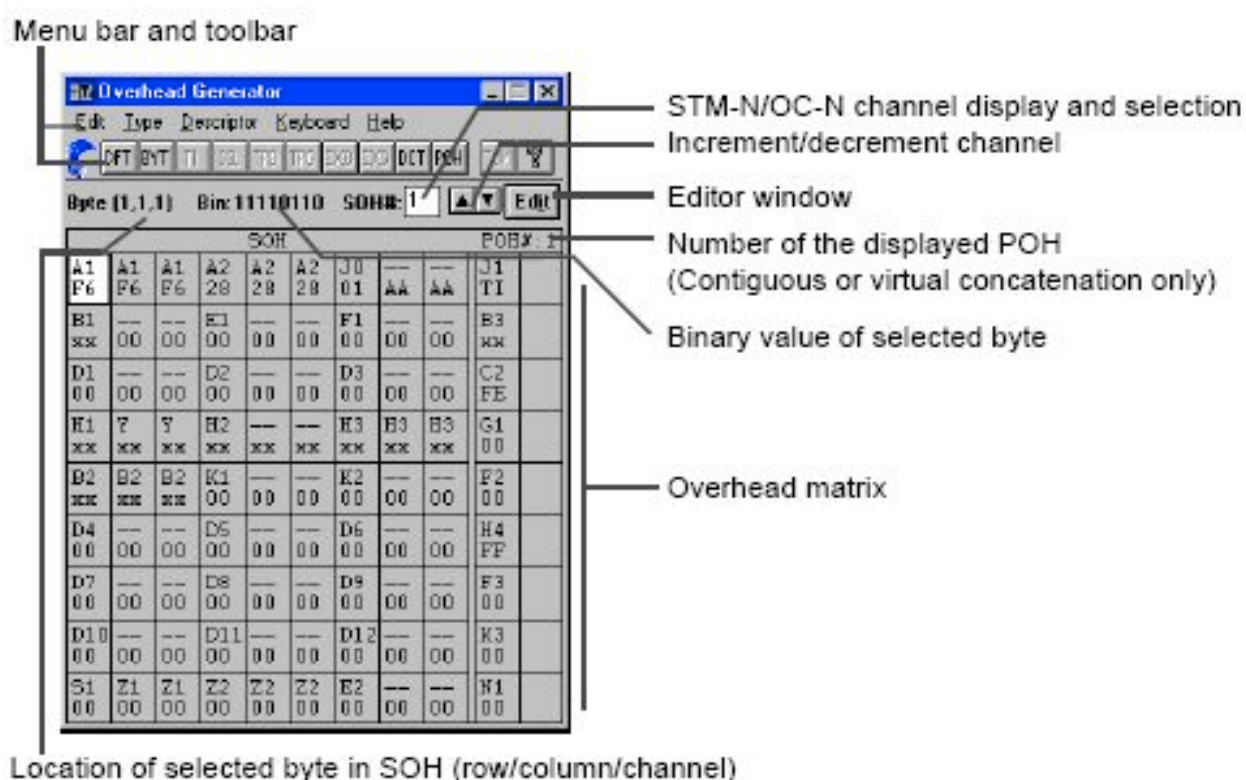 Menu bar and toolbar
Overhead Generator
Edit Type Descriptor Keyboard Help
OFT BYT DCT POH
STM-N/OC-N channel display and selection
Increment/decrement channel
Byte (1,1,1) Bin: 11110110 SOH#: 1 Edit
Editor window
SOH POH#: 1
Number of the displayed POH
(Contiguous or virtual concatenation only)
A1 A1 A1 A2 A2 A2 J0 -- -- J1
F6 F6 F6 28 28 28 01 AA AA TI
B1 -- -- E1 -- -- F1 -- -- B3
xx 00 00 00 00 00 00 00 00 xx
Binary value of selected byte
D1 -- -- D2 -- -- D3 -- -- C2
00 00 00 00 00 00 00 00 00 FE
H1 Y Y H2 -- -- H3 H3 H3 G1
xx xx xx xx xx xx xx xx xx 00
B2 B2 B2 K1 -- -- K2 -- -- F2
xx xx xx 00 00 00 00 00 00 00
Overhead matrix
D4 -- -- D5 -- -- D6 -- -- H4
00 00 00 00 00 00 00 00 00 FF
D7 -- -- D8 -- -- D9 -- -- F3
00 00 00 00 00 00 00 00 00 00
D10 -- -- D11 -- -- D12 -- -- K3
00 00 00 00 00 00 00 00 00 00
S1 Z1 Z1 Z2 Z2 Z2 E2 -- -- N1
00 00 00 00 00 00 00 00 00 00
Location of selected byte in SOH (row/column/channel)